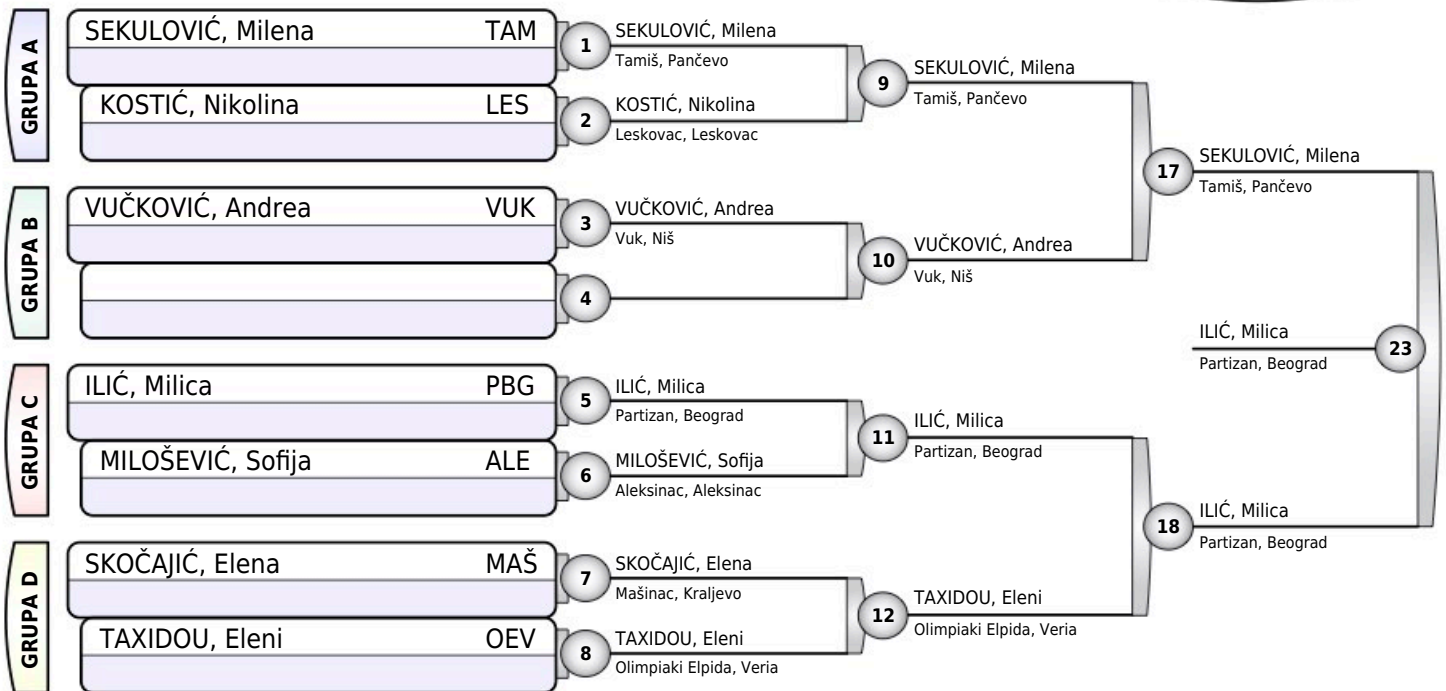 GRUPA A
SEKULOVIĆ, Milena TAM
KOSTIĆ, Nikolina LES
GRUPA B
VUČKOVIĆ, Andrea VUK
GRUPA C
ILIĆ, Milica PBG
MILOŠEVIĆ, Sofija ALE
GRUPA D
SKOČAJIĆ, Elena MAŠ
TAXIDOU, Eleni OEV
1
SEKULOVIĆ, Milena
Tamiš, Pančevo
2
KOSTIĆ, Nikolina
Leskovac, Leskovac
3
VUČKOVIĆ, Andrea
Vuk, Niš
4
5
ILIĆ, Milica
Partizan, Beograd
6
MILOŠEVIĆ, Sofija
Aleksinac, Aleksinac
7
SKOČAJIĆ, Elena
Mašinac, Kraljevo
8
TAXIDOU, Eleni
Olimpiaki Elpida, Veria
9
SEKULOVIĆ, Milena
Tamiš, Pančevo
10
VUČKOVIĆ, Andrea
Vuk, Niš
11
ILIĆ, Milica
Partizan, Beograd
12
TAXIDOU, Eleni
Olimpiaki Elpida, Veria
17
SEKULOVIĆ, Milena
Tamiš, Pančevo
18
ILIĆ, Milica
Partizan, Beograd
ILIĆ, Milica
Partizan, Beograd
23